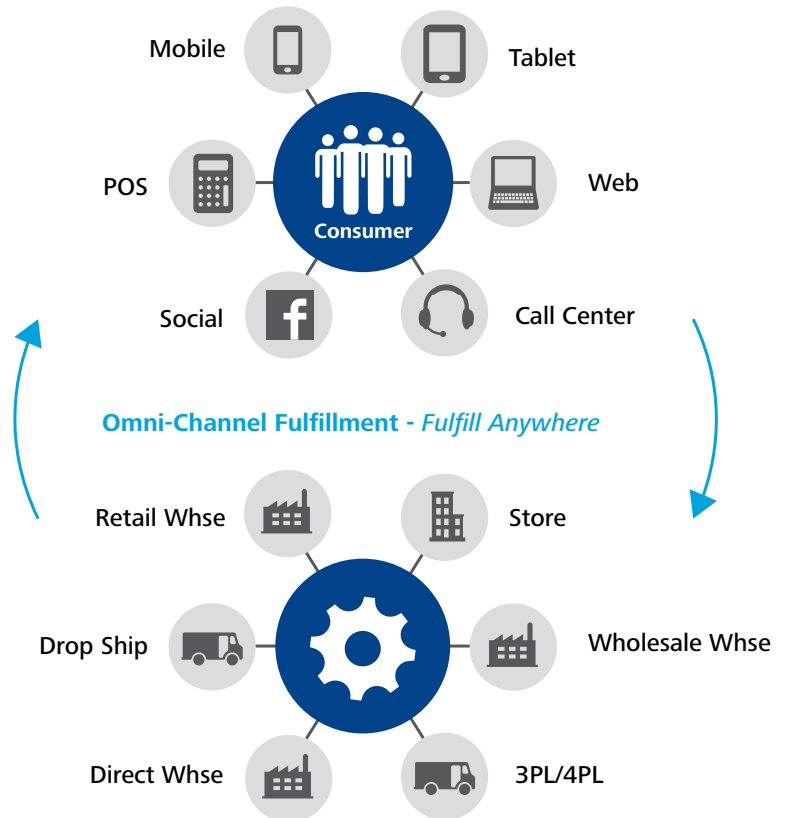 Mobile
Tablet
POS
Web
Consumer
Social
f
Call Center
Omni-Channel Fulfillment - Fulfill Anywhere
Retail Whse
Store
Drop Ship
Wholesale Whse
Direct Whse
3PL/4PL